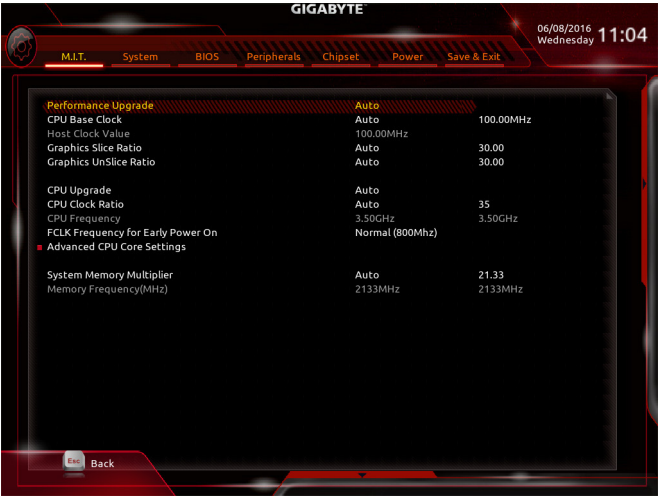 GIGABYTE™
06/08/2016
Wednesday 11:04
M.I.T. System BIOS Peripherals Chipset Power Save & Exit
Performance Upgrade Auto
CPU Base Clock Auto 100.00MHz
Host Clock Value 100.00MHz
Graphics Slice Ratio Auto 30.00
Graphics UnSlice Ratio Auto 30.00
CPU Upgrade Auto
CPU Clock Ratio Auto 35
CPU Frequency 3.50GHz 3.50GHz
FCLK Frequency for Early Power On Normal (800Mhz)
Advanced CPU Core Settings
System Memory Multiplier Auto 21.33
Memory Frequency(MHz) 2133MHz 2133MHz
Esc Back